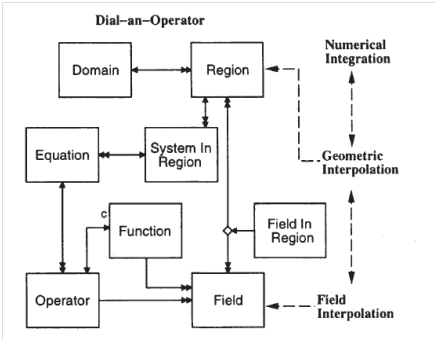 Dial-an-Operator
Numerical
Integration
Domain
Region
Equation
System In
Region
Geometric
Interpolation
c
Function
Field In
Region
Operator
Field
Field
Interpolation